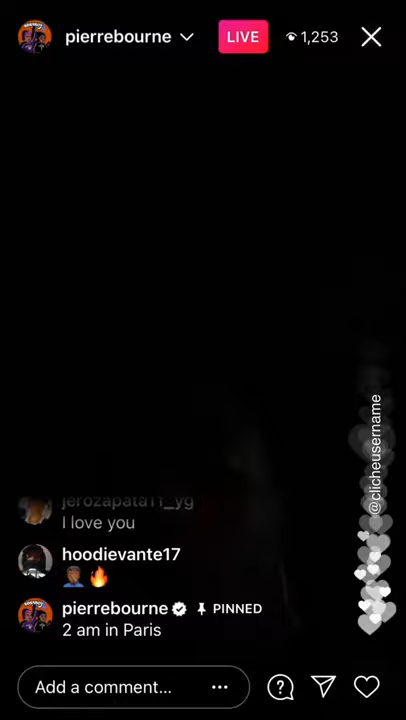 pierrebourne
LIVE
1,253
jerozapata11_yg
I love you
hoodievante17
pierrebourne PINNED
2 am in Paris
Add a comment...
@clicheusername